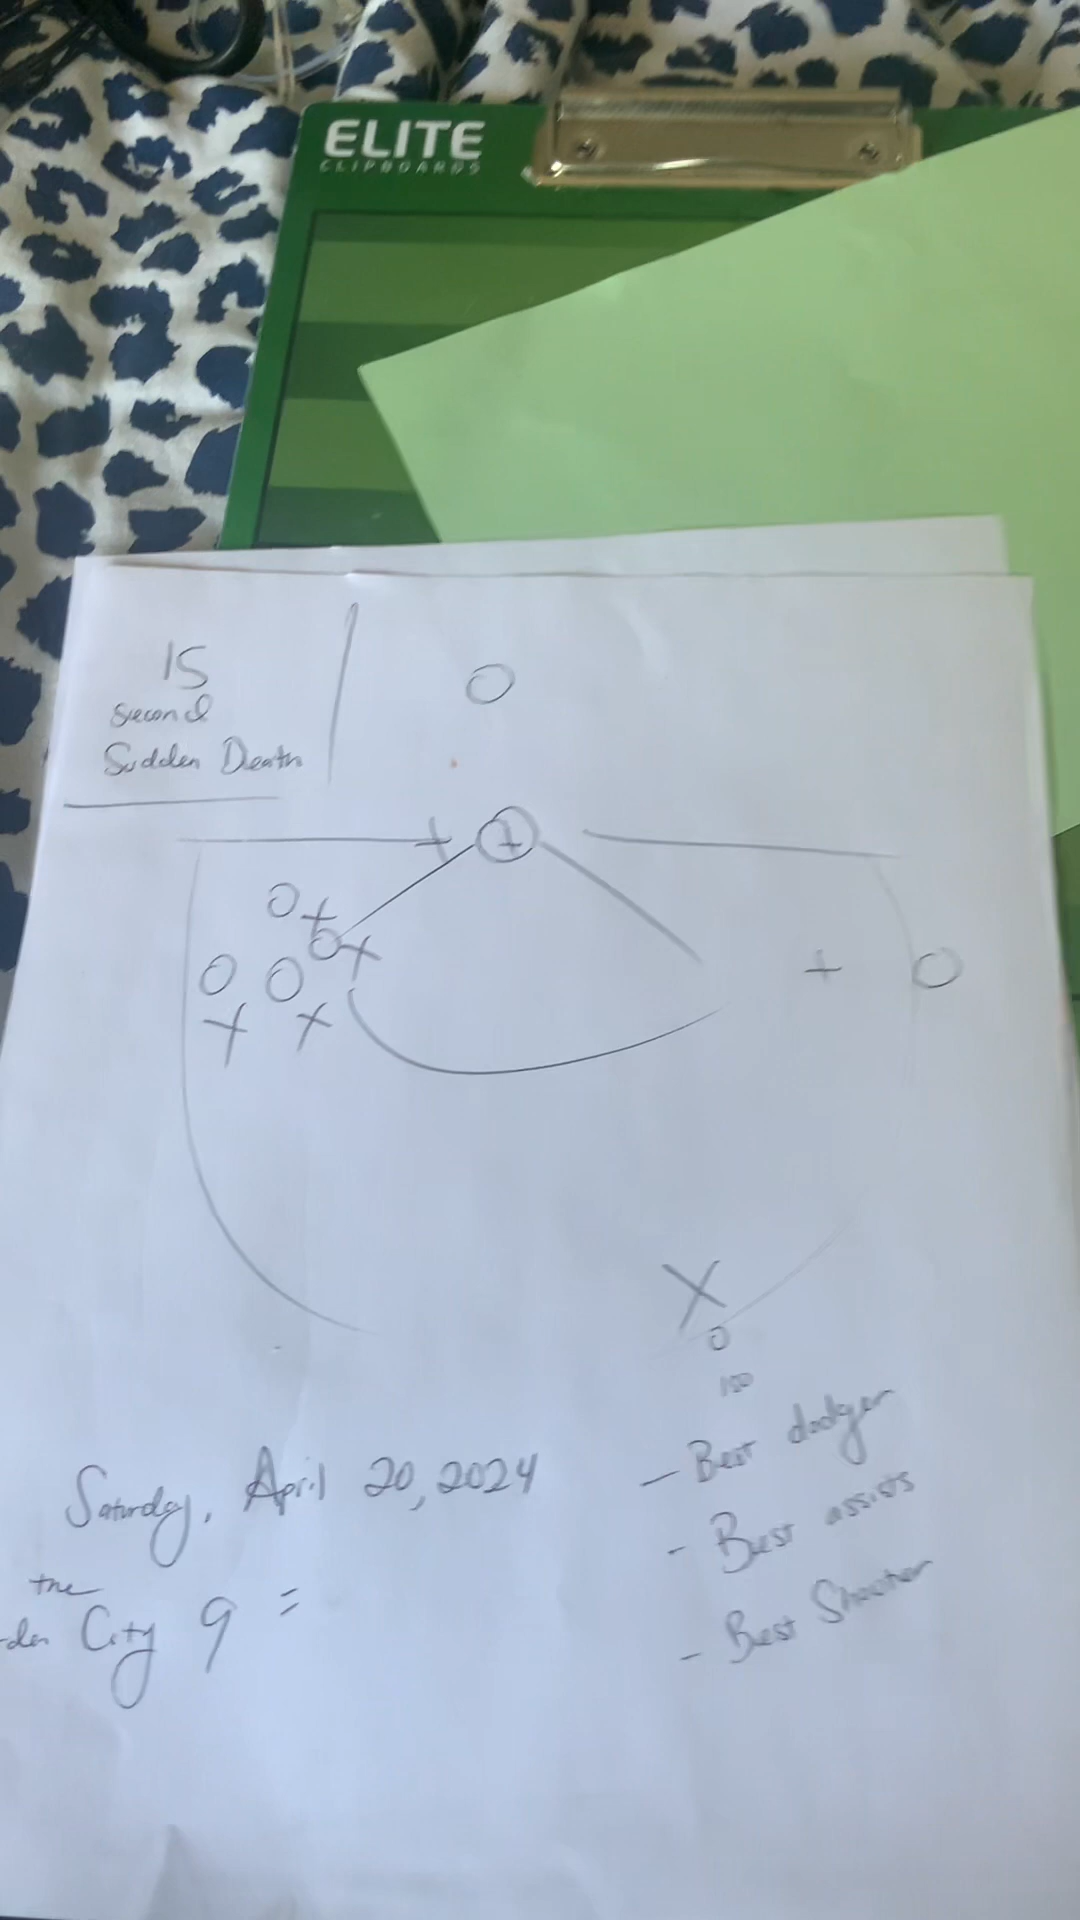 ELITE
CLIPBOARDS
15
second
Sudden Death
O
+ +
O +
O X
O O
X X
+ O
X
O
150
- Best dodger
- Best assists
- Best Shooter
Saturday, April 20, 2024
the
City 9 =